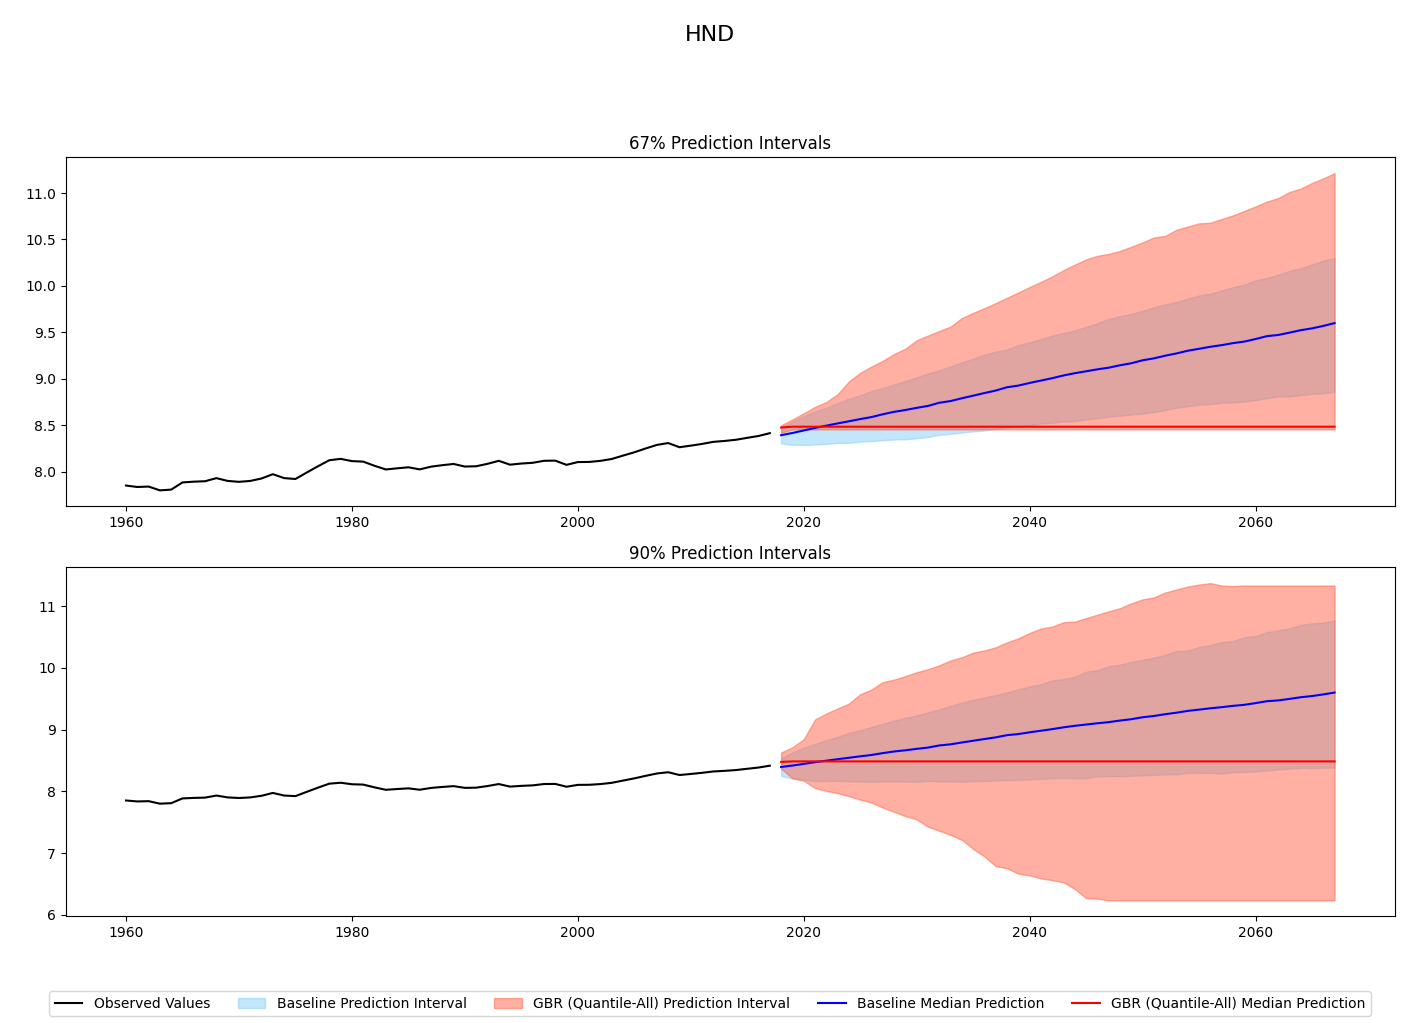 HND
67% Prediction Intervals
11.0
10.5
10.0
9.5
9.0
8.5
8.0
1960 1980 2000 2020 2040 2060
90% Prediction Intervals
11
10
9
8
7
6
1960 1980 2000 2020 2040 2060
Observed Values Baseline Prediction Interval GBR (Quantile-All) Prediction Interval Baseline Median Prediction GBR (Quantile-All) Median Prediction